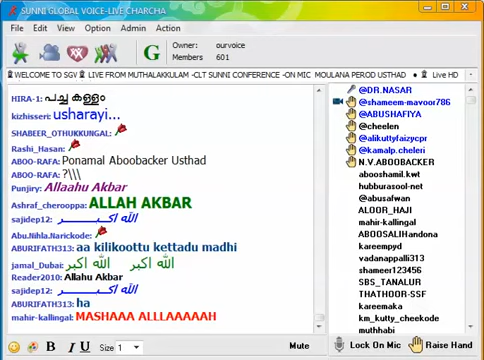 SUNNI GLOBAL VOICE-LIVE CHARCHA
File Edit View Option Admin Action
G Owner: ourvoice
Members 601
WELCOME TO SGV LIVE FROM MUTHALAKKULAM -CLT SUNNI CONFERENCE -ON MIC MOULANA PEROD USTHAD Live HD
HIRA-1: പച്ച കള്ളം
kizhisseri: usharayi...
SHABEER_OTHUKKUNGAL:
Rashi_Hasan:
ABOO-RAFA: Ponamal Aboobacker Usthad
ABOO-RAFA: ?\\\
Punjiry: Allaahu Akbar
Ashraf_cherooppa: ALLAH AKBAR
sajidep12: الله اكبـــــــر
Abu.Nihla.Narickode:
ABURIFATH313: aa kilikoottu kettadu madhi
jamal_Dubai: الله اكبر الله اكبر
Reader2010: Allahu Akbar
sajidep12: الله اكبـــــــر
ABURIFATH313: ha
mahir-kallingal: MASHAAA ALLLAAAAAH
@DR.NASAR
@shameem-mavoor786
@ABUSHAFIYA
@cheelen
@alikuttyfaizycpr
@kamalp.cheleri
N.V.ABOOBACKER
abooshamil.kwt
hubburasool-net
@abusafwan
ALOOR_HAJI
mahir-kallingal
ABOOSALIHandona
kareempyd
vadanappalli313
shameer123456
SBS_TANALUR
THATHOOR-SSF
kareemaka
km_kutty_cheekode
muthhabi
B I U Size 1 Mute Lock On Mic Raise Hand